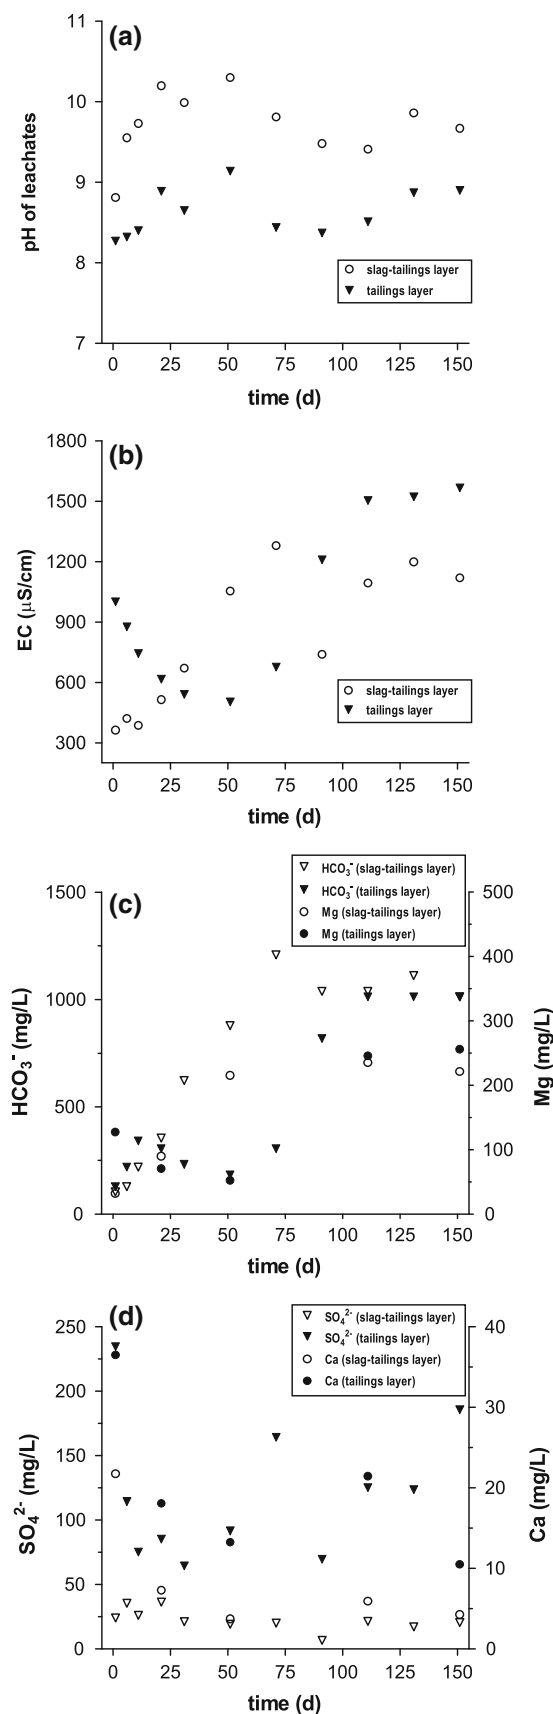 (a)
11
10
9
8
7
pH of leachates
slag-tailings layer
tailings layer
0 25 50 75 100 125 150
time (d)
(b)
1800
1500
1200
900
600
300
EC (µS/cm)
slag-tailings layer
tailings layer
0 25 50 75 100 125 150
time (d)
HCO₃⁻ (slag-tailings layer)
HCO₃⁻ (tailings layer)
Mg (slag-tailings layer)
Mg (tailings layer)
(c)
1500
1000
500
0
HCO₃⁻ (mg/L)
500
400
300
200
100
0
Mg (mg/L)
0 25 50 75 100 125 150
time (d)
SO₄²⁻ (slag-tailings layer)
SO₄²⁻ (tailings layer)
Ca (slag-tailings layer)
Ca (tailings layer)
(d)
250
200
150
100
75
50
25
0
SO₄²⁻ (mg/L)
40
30
20
10
0
Ca (mg/L)
0 25 50 75 100 125 150
time (d)